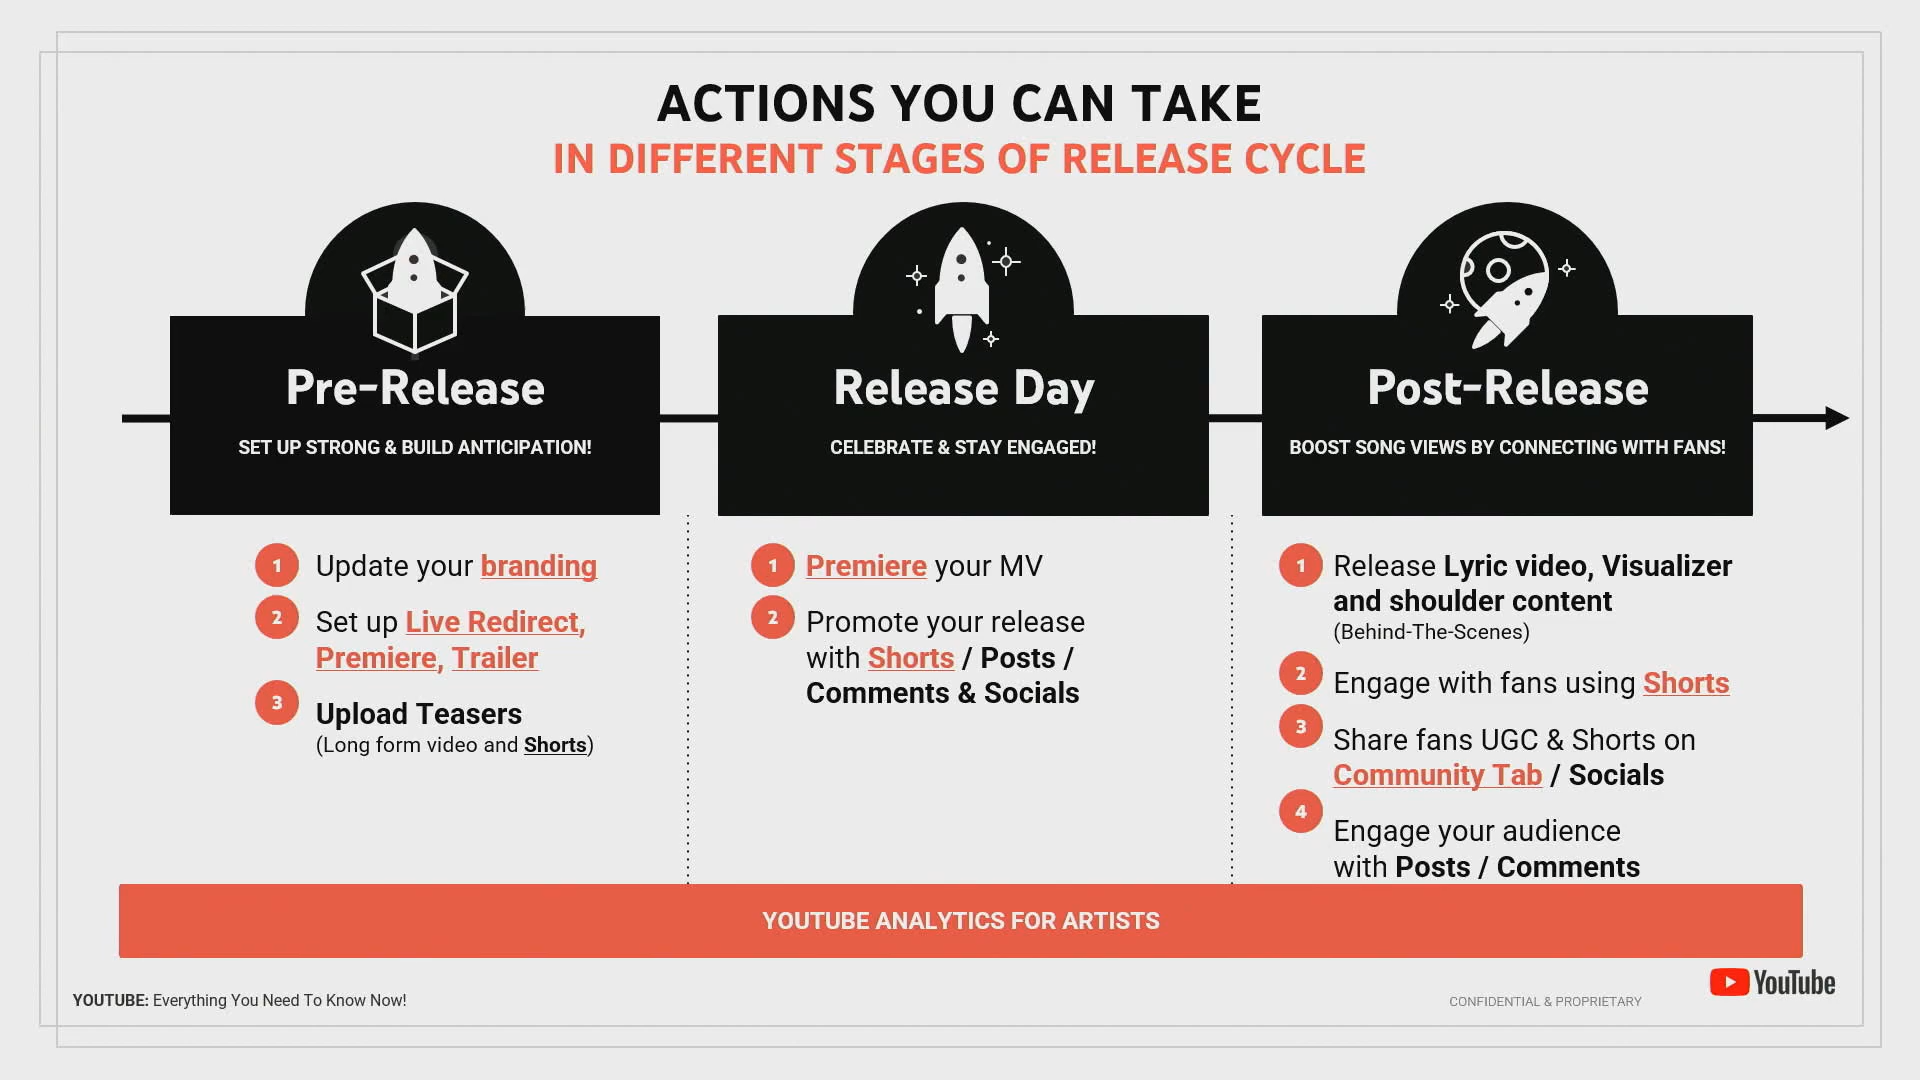 ACTIONS YOU CAN TAKE
IN DIFFERENT STAGES OF RELEASE CYCLE
Pre-Release
SET UP STRONG & BUILD ANTICIPATION!
1 Update your branding
2 Set up Live Redirect,
Premiere, Trailer
3 Upload Teasers
(Long form video and Shorts)
Release Day
CELEBRATE & STAY ENGAGED!
1 Premiere your MV
2 Promote your release
with Shorts / Posts /
Comments & Socials
Post-Release
BOOST SONG VIEWS BY CONNECTING WITH FANS!
1 Release Lyric video, Visualizer
and shoulder content
(Behind-The-Scenes)
2 Engage with fans using Shorts
3 Share fans UGC & Shorts on
Community Tab / Socials
4 Engage your audience
with Posts / Comments
YOUTUBE ANALYTICS FOR ARTISTS
YOUTUBE: Everything You Need To Know Now!
CONFIDENTIAL & PROPRIETARY
YouTube